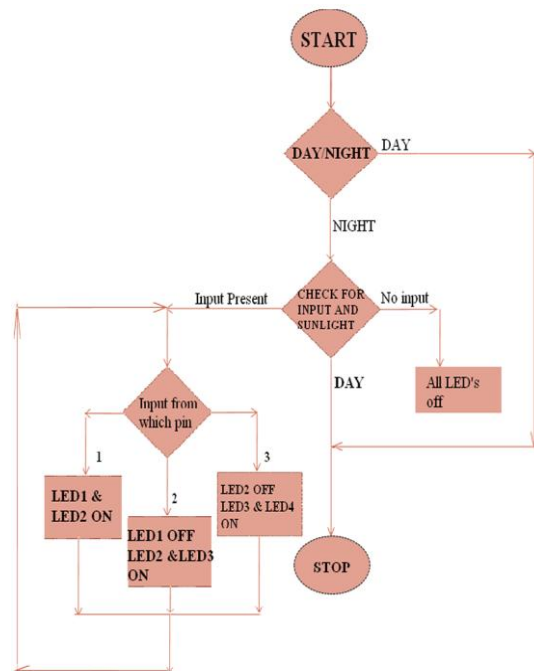 START
DAY/NIGHT
DAY
NIGHT
CHECK FOR
INPUT AND
SUNLIGHT
Input Present
No input
All LED's
off
DAY
Input from
which pin
1
2
3
LED1 &
LED2 ON
LED1 OFF
LED2 &LED3
ON
LED2 OFF
LED3 & LED4
ON
STOP